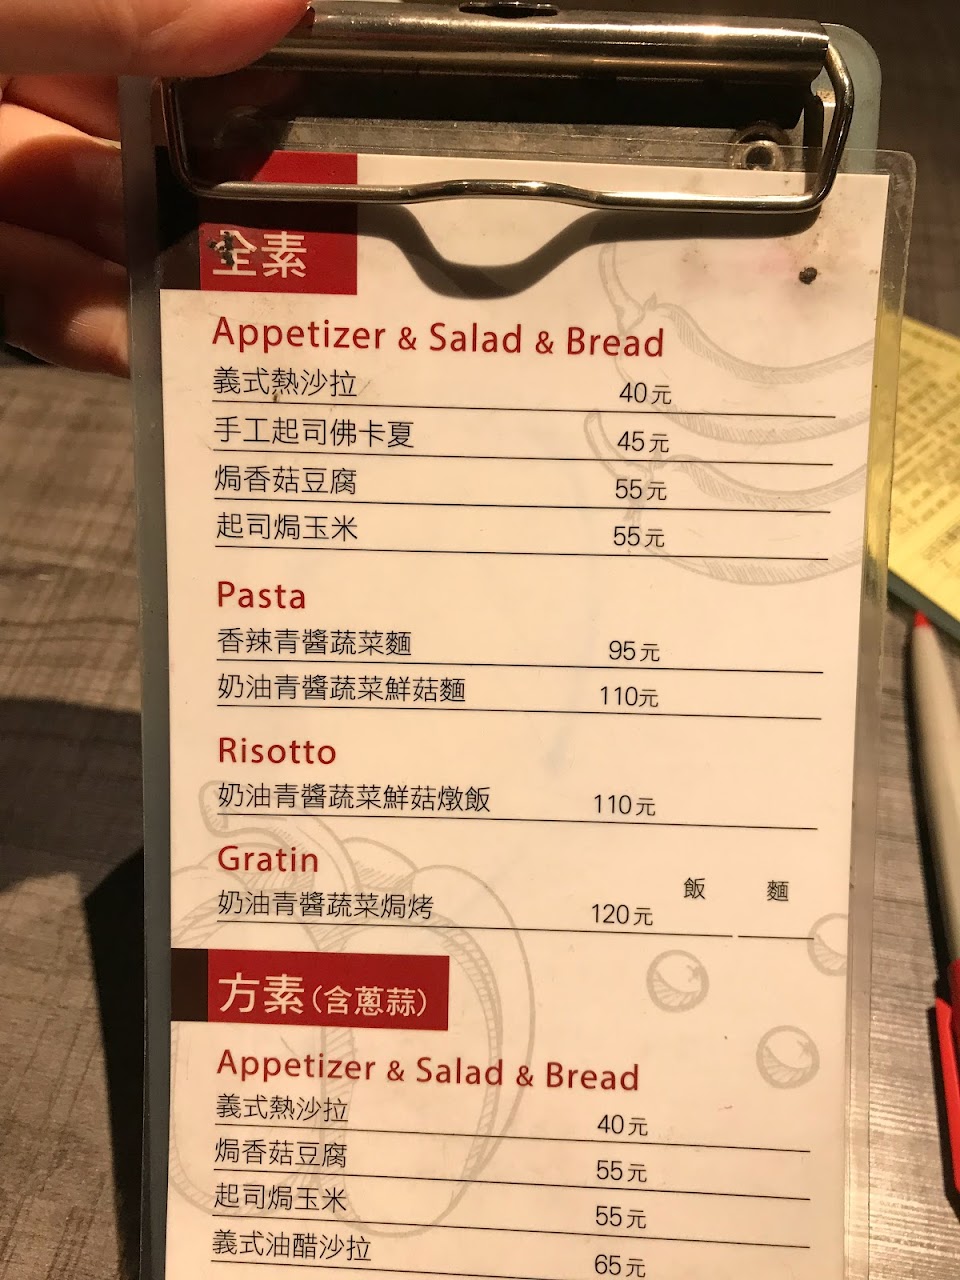 全素
Appetizer & Salad & Bread
義式熱沙拉 40元
手工起司佛卡夏 45元
焗香菇豆腐 55元
起司焗玉米 55元
Pasta
香辣青醬蔬菜麵 95元
奶油青醬蔬菜鮮菇麵 110元
Risotto
奶油青醬蔬菜鮮菇燉飯 110元
Gratin
飯 麵
奶油青醬蔬菜焗烤 120元
方素(含蔥蒜)
Appetizer & Salad & Bread
義式熱沙拉 40元
焗香菇豆腐 55元
起司焗玉米 55元
義式油醋沙拉 65元